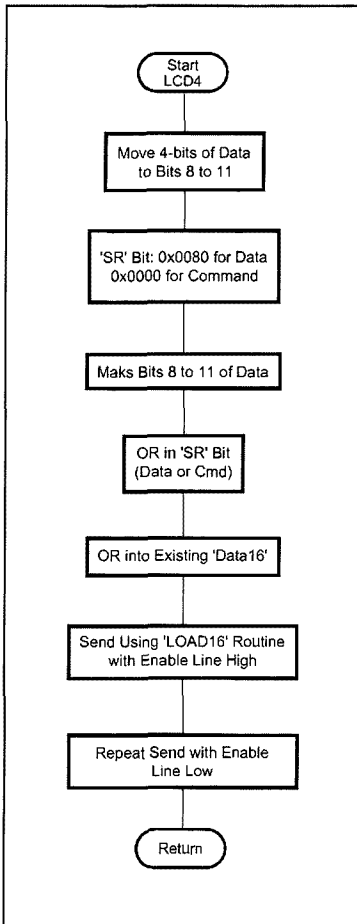 Start
LCD4
Move 4-bits of Data
to Bits 8 to 11
'SR' Bit: 0x0080 for Data
0x0000 for Command
Maks Bits 8 to 11 of Data
OR in 'SR' Bit
(Data or Cmd)
OR into Existing 'Data16'
Send Using 'LOAD16' Routine
with Enable Line High
Repeat Send with Enable
Line Low
Return